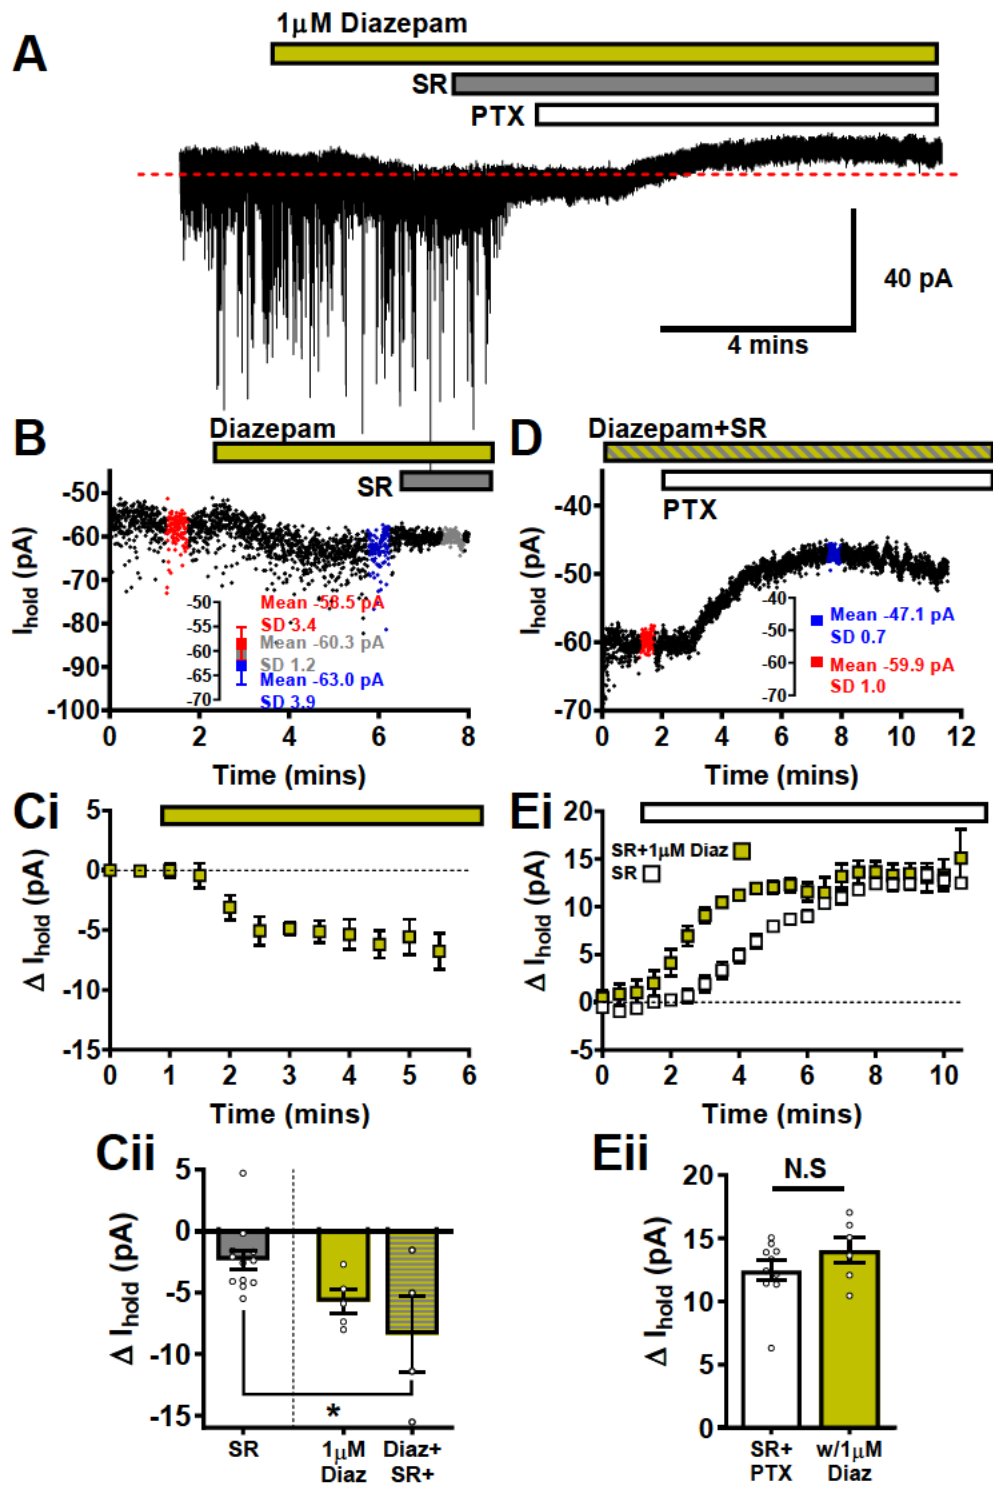 A
1μM Diazepam
SR
PTX
40 pA
4 mins
B
Diazepam
SR
Ihold (pA)
-50
-60
-70
-80
-90
-100
-50
-55
-60
-65
-70
Mean -58.5 pA
SD 3.4
Mean -60.3 pA
SD 1.2
Mean -63.0 pA
SD 3.9
0 2 4 6 8
Time (mins)
D
Diazepam+SR
PTX
Ihold (pA)
-40
-50
-60
-70
-40
-50
-60
-70
Mean -47.1 pA
SD 0.7
Mean -59.9 pA
SD 1.0
0 2 4 6 8 10 12
Time (mins)
Ci
Δ Ihold (pA)
5
0
-5
-10
-15
0 1 2 3 4 5 6
Time (mins)
Ei
SR+1μM Diaz
SR
Δ Ihold (pA)
20
15
10
5
0
-5
0 2 4 6 8 10
Time (mins)
Cii
Δ Ihold (pA)
5
0
-5
-10
-15
*
SR
1μM
Diaz
Diaz+
SR+
Eii
N.S
Δ Ihold (pA)
20
15
10
5
0
SR+
PTX
w/1μM
Diaz